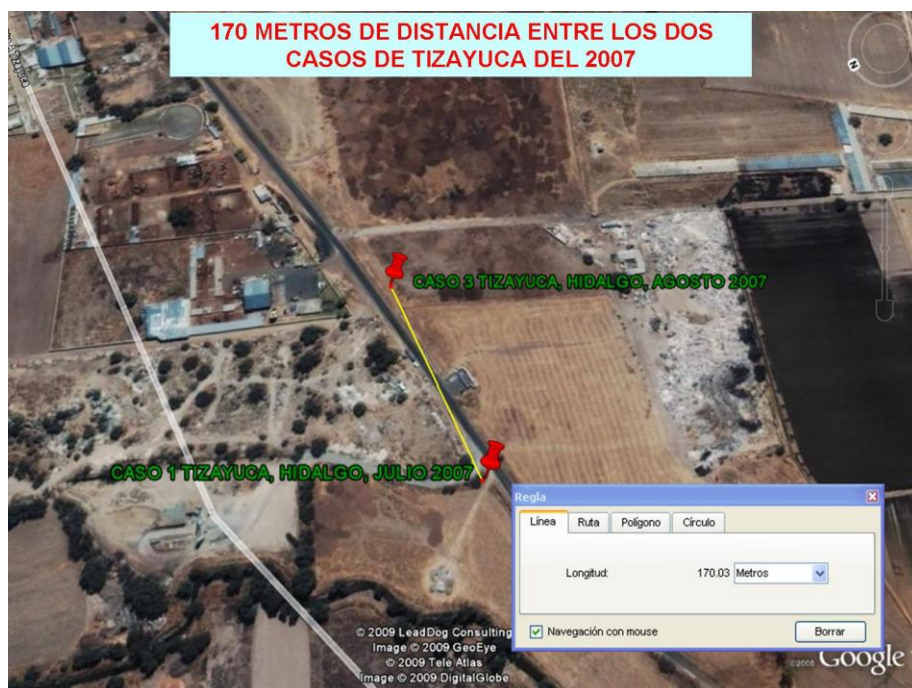 170 METROS DE DISTANCIA ENTRE LOS DOS
CASOS DE TIZAYUCA DEL 2007
Tizayuca
N
CASO 3 TIZAYUCA, HIDALGO, AGOSTO 2007
CASO 1 TIZAYUCA, HIDALGO, JULIO 2007
Regla
Línea Ruta Polígono Círculo
Longitud: 170.03 Metros
Navegación con mouse Borrar
© 2009 LeadDog Consulting
Image © 2009 GeoEye
© 2009 Tele Atlas
Image © 2009 DigitalGlobe
©2008 Google